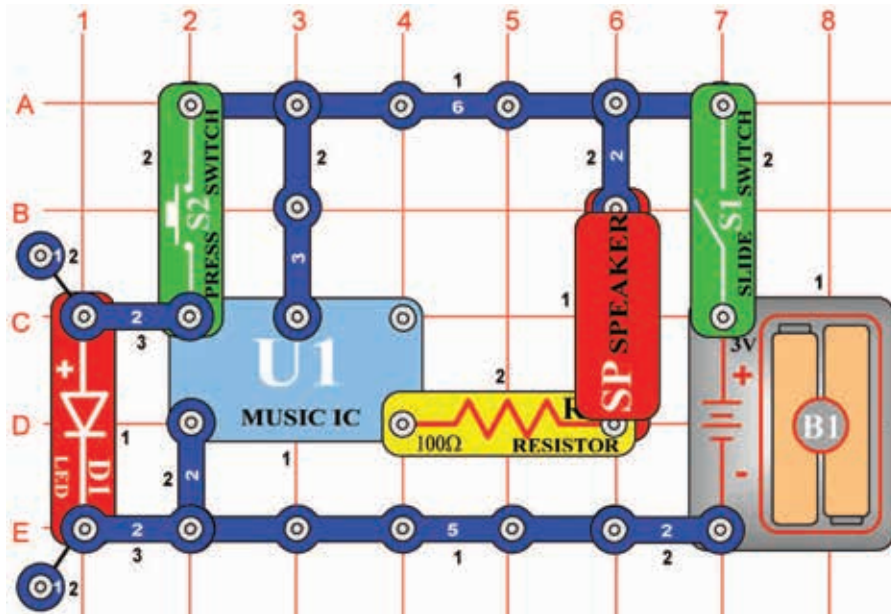 1 2 3 4 5 6 7 8
A
1
6
2 PRESS SWITCH
S2
2
2 2
2 SLIDE SWITCH
S1
B
1 2
3
1
SP SPEAKER
1
C
2
3
U1
MUSIC IC
3V
+
-
B1
2
+
D1
LED
1
D
100Ω
R
RESISTOR
2
2
1
E
2
3
5
1
2
2
1 2